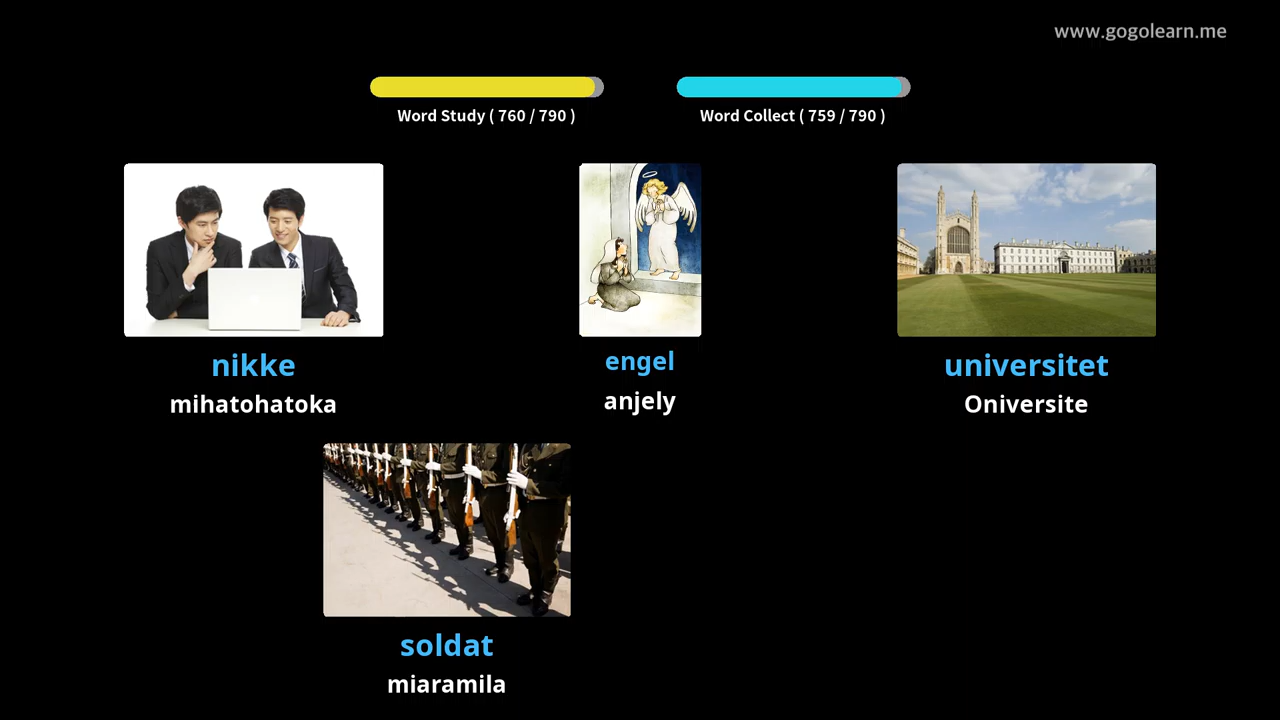 www.gogolearn.me
Word Study ( 760 / 790 )
Word Collect ( 759 / 790 )
nikke
mihatohatoka
engel
anjely
universitet
Oniversite
soldat
miaramila